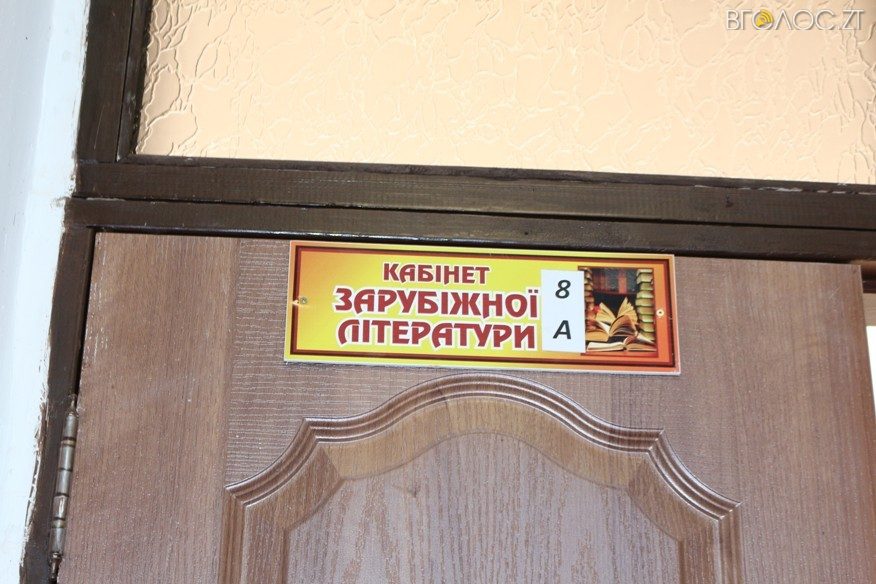 ВГОЛОС.ZT
КАБІНЕТ
ЗАРУБІЖНОЇ
ЛІТЕРАТУРИ
8
А